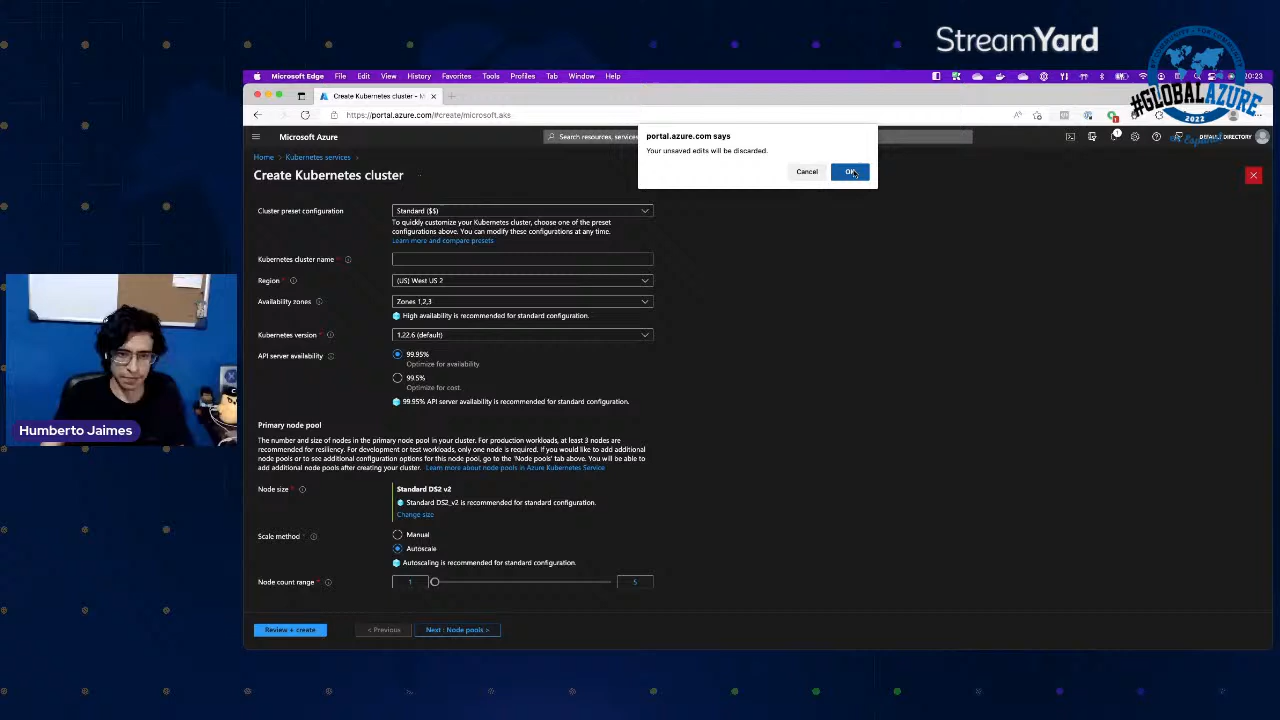 StreamYard
GLOBAL AZURE • THE COMMUNITY
#GLOBALAZURE
2022
en Español
Microsoft Edge File Edit View History Favorites Tools Profiles Tab Window Help
20:23
Create Kubernetes cluster - M
https://portal.azure.com/#create/microsoft.aks
Microsoft Azure
Search resources, services
DEFAULT DIRECTORY
portal.azure.com says
Your unsaved edits will be discarded.
Cancel
OK
Home > Kubernetes services >
Create Kubernetes cluster
Cluster preset configuration
Standard ($$)
To quickly customize your Kubernetes cluster, choose one of the preset
configurations above. You can modify these configurations at any time.
Learn more and compare presets
Kubernetes cluster name *
Region *
(US) West US 2
Availability zones
Zones 1,2,3
High availability is recommended for standard configuration.
Kubernetes version *
1.22.6 (default)
API server availability
99.95%
Optimize for availability.
99.5%
Optimize for cost.
99.95% API server availability is recommended for standard configuration.
Primary node pool
The number and size of nodes in the primary node pool in your cluster. For production workloads, at least 3 nodes are
recommended for resiliency. For development or test workloads, only one node is required. If you would like to add additional
node pools or to see additional configuration options for this node pool, go to the 'Node pools' tab above. You will be able to
add additional node pools after creating your cluster. Learn more about node pools in Azure Kubernetes Service
Node size *
Standard DS2 v2
Standard DS2_v2 is recommended for standard configuration.
Change size
Scale method *
Manual
Autoscale
Autoscaling is recommended for standard configuration.
Node count range *
1
5
Review + create
< Previous
Next : Node pools >
Humberto Jaimes